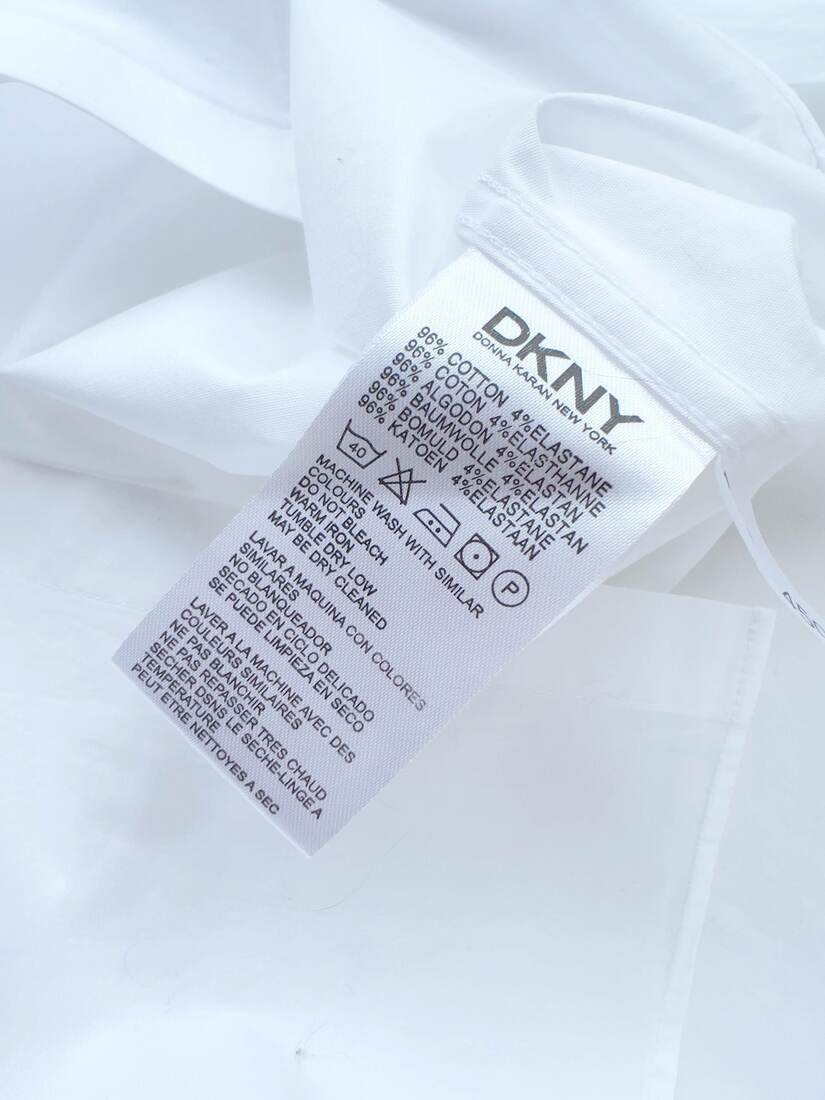 DKNY
DONNA KARAN NEW YORK
96% COTTON 4%ELASTANE
96% COTON 4%ELASTHANNE
96% ALGODON 4%ELASTAN
96% BAUMWOLLE 4%ELASTAN
96% BOMULD 4%ELASTANE
96% KATOEN 4%ELASTAAN
40
P
MACHINE WASH WITH SIMILAR
COLOURS
DO NOT BLEACH
WARM IRON
TUMBLE DRY LOW
MAY BE DRY CLEANED
LAVAR A MAQUINA CON COLORES
SIMILARES
NO BLANQUEADOR
SECADO EN CICLO DELICADO
SE PUEDE LIMPIEZA EN SECO
LAVER A LA MACHINE AVEC DES
COULEURS SIMILAIRES
NE PAS BLANCHIR
NE PAS REPASSER TRES CHAUD
SECHER DSNS LE SECHE-LINGE A
TEMPERATURE
PEUT ETRE NETTOYES A SEC